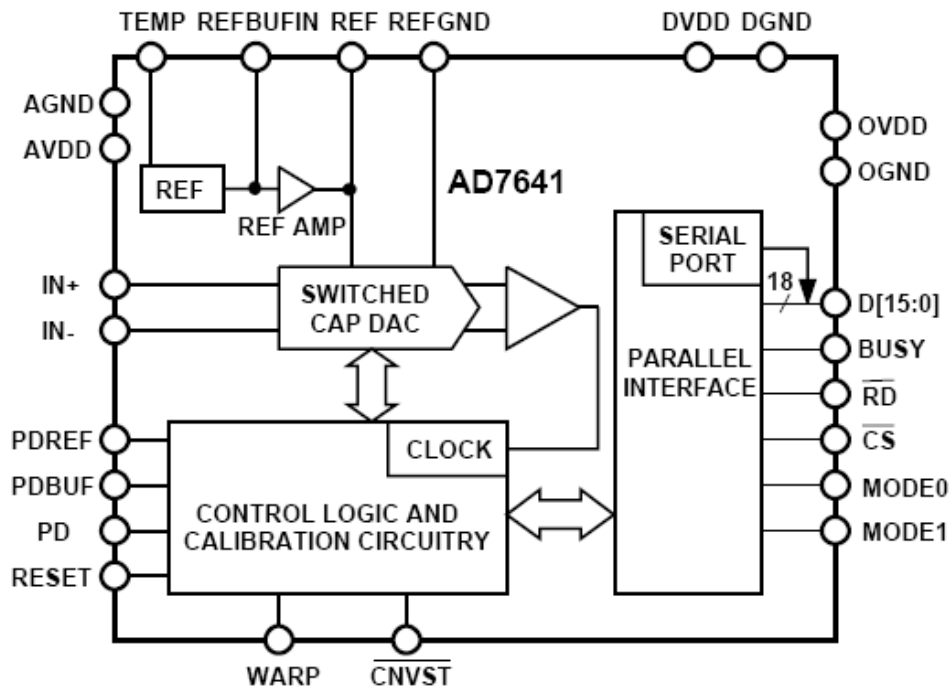 TEMP REFBUFIN REF REFGND DVDD DGND
AGND
AVDD
OVDD
OGND
REF
REF AMP
AD7641
SERIAL
PORT
18
IN+
IN-
SWITCHED
CAP DAC
D[15:0]
BUSY
RD
CS
MODE0
MODE1
PARALLEL
INTERFACE
PDREF
PDBUF
PD
RESET
CLOCK
CONTROL LOGIC AND
CALIBRATION CIRCUITRY
WARP CNVST